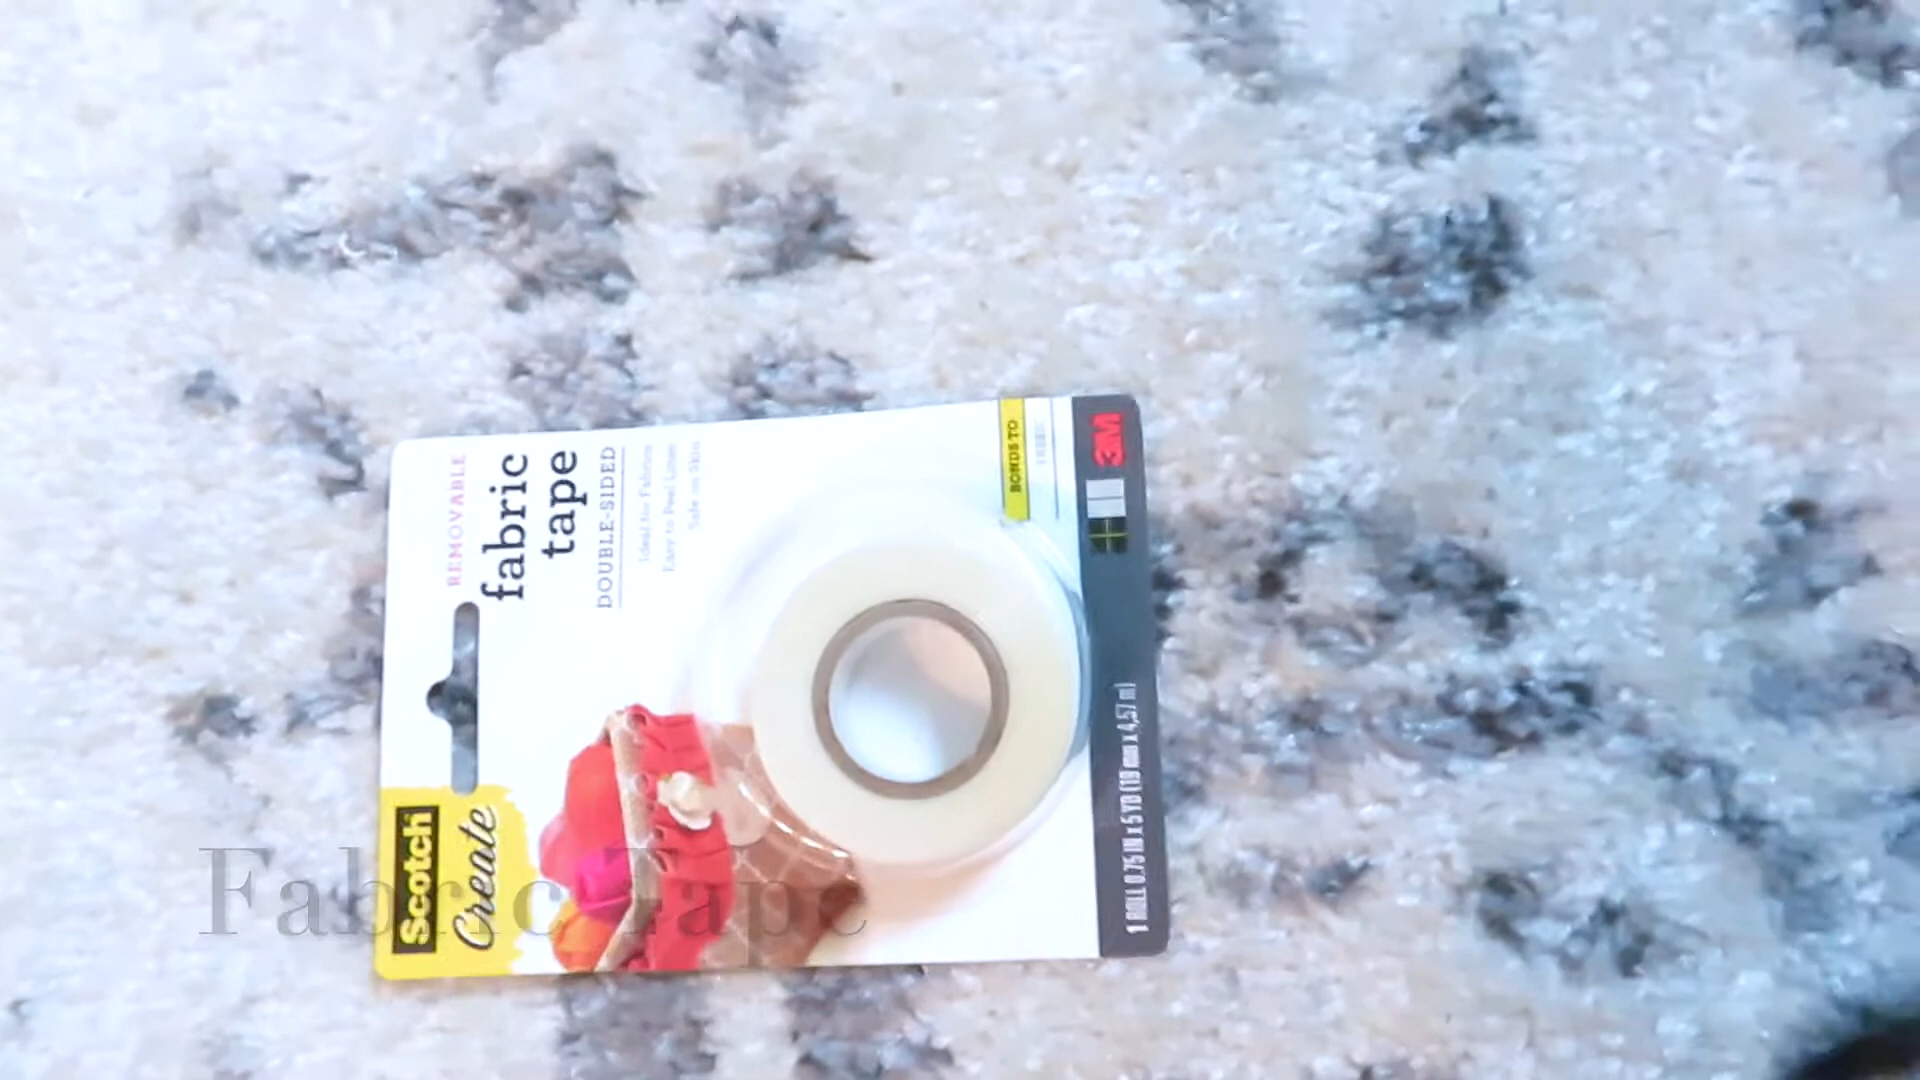 Scotch
Create
REMOVABLE
fabric
tape
DOUBLE-SIDED
Ideal for Fabrics
Easy to Peel Liner
Safe on Skin
BONDS TO
3M
1 ROLL 0.75 IN x 5 YD (19 mm x 4,57 m)
Fabric Tape